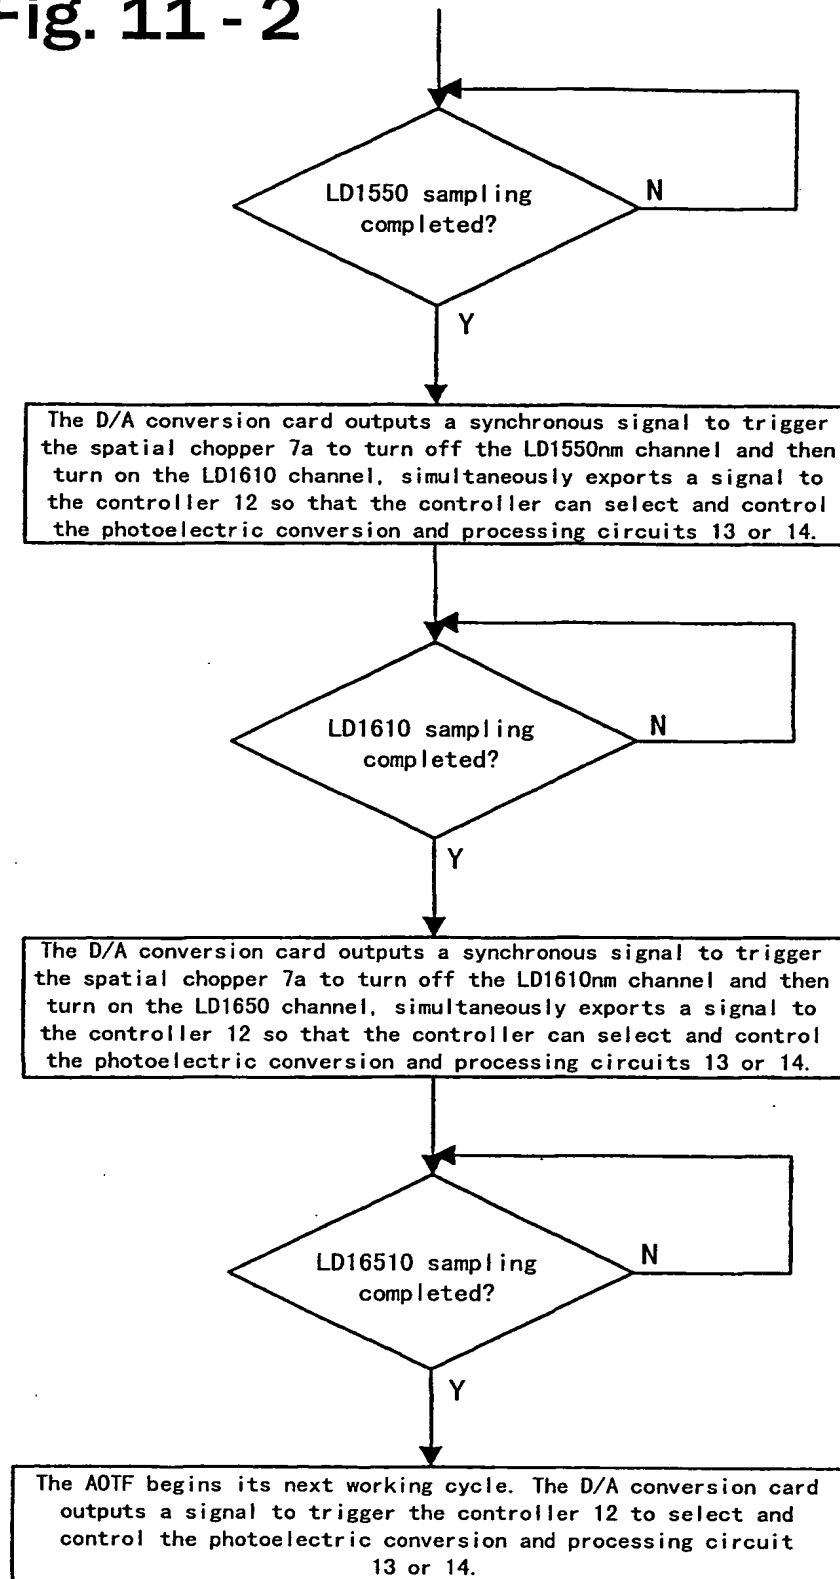 Fig. 11 - 2
LD1550 sampling
completed?
N
Y
The D/A conversion card outputs a synchronous signal to trigger
the spatial chopper 7a to turn off the LD1550nm channel and then
turn on the LD1610 channel, simultaneously exports a signal to
the controller 12 so that the controller can select and control
the photoelectric conversion and processing circuits 13 or 14.
LD1610 sampling
completed?
N
Y
The D/A conversion card outputs a synchronous signal to trigger
the spatial chopper 7a to turn off the LD1610nm channel and then
turn on the LD1650 channel, simultaneously exports a signal to
the controller 12 so that the controller can select and control
the photoelectric conversion and processing circuits 13 or 14.
LD16510 sampling
completed?
N
Y
The AOTF begins its next working cycle. The D/A conversion card
outputs a signal to trigger the controller 12 to select and
control the photoelectric conversion and processing circuit
13 or 14.